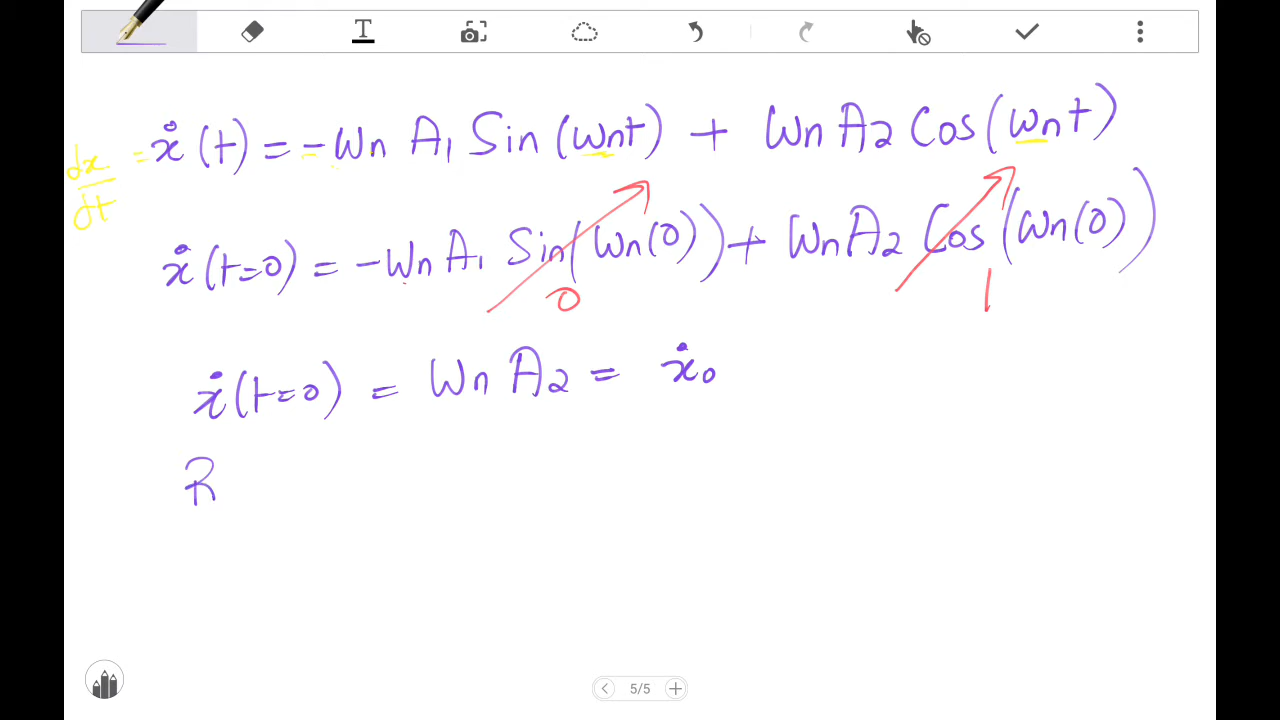 T
ẋ(t) = -Wn A1 Sin(Wnt) + Wn A2 Cos(Wnt)
dx/dt =
ẋ(t=0) = -Wn A1 Sin(Wn(0)) + Wn A2 Cos(Wn(0))
0 1
ẋ(t=0) = Wn A2 = ẋ0
R
5/5